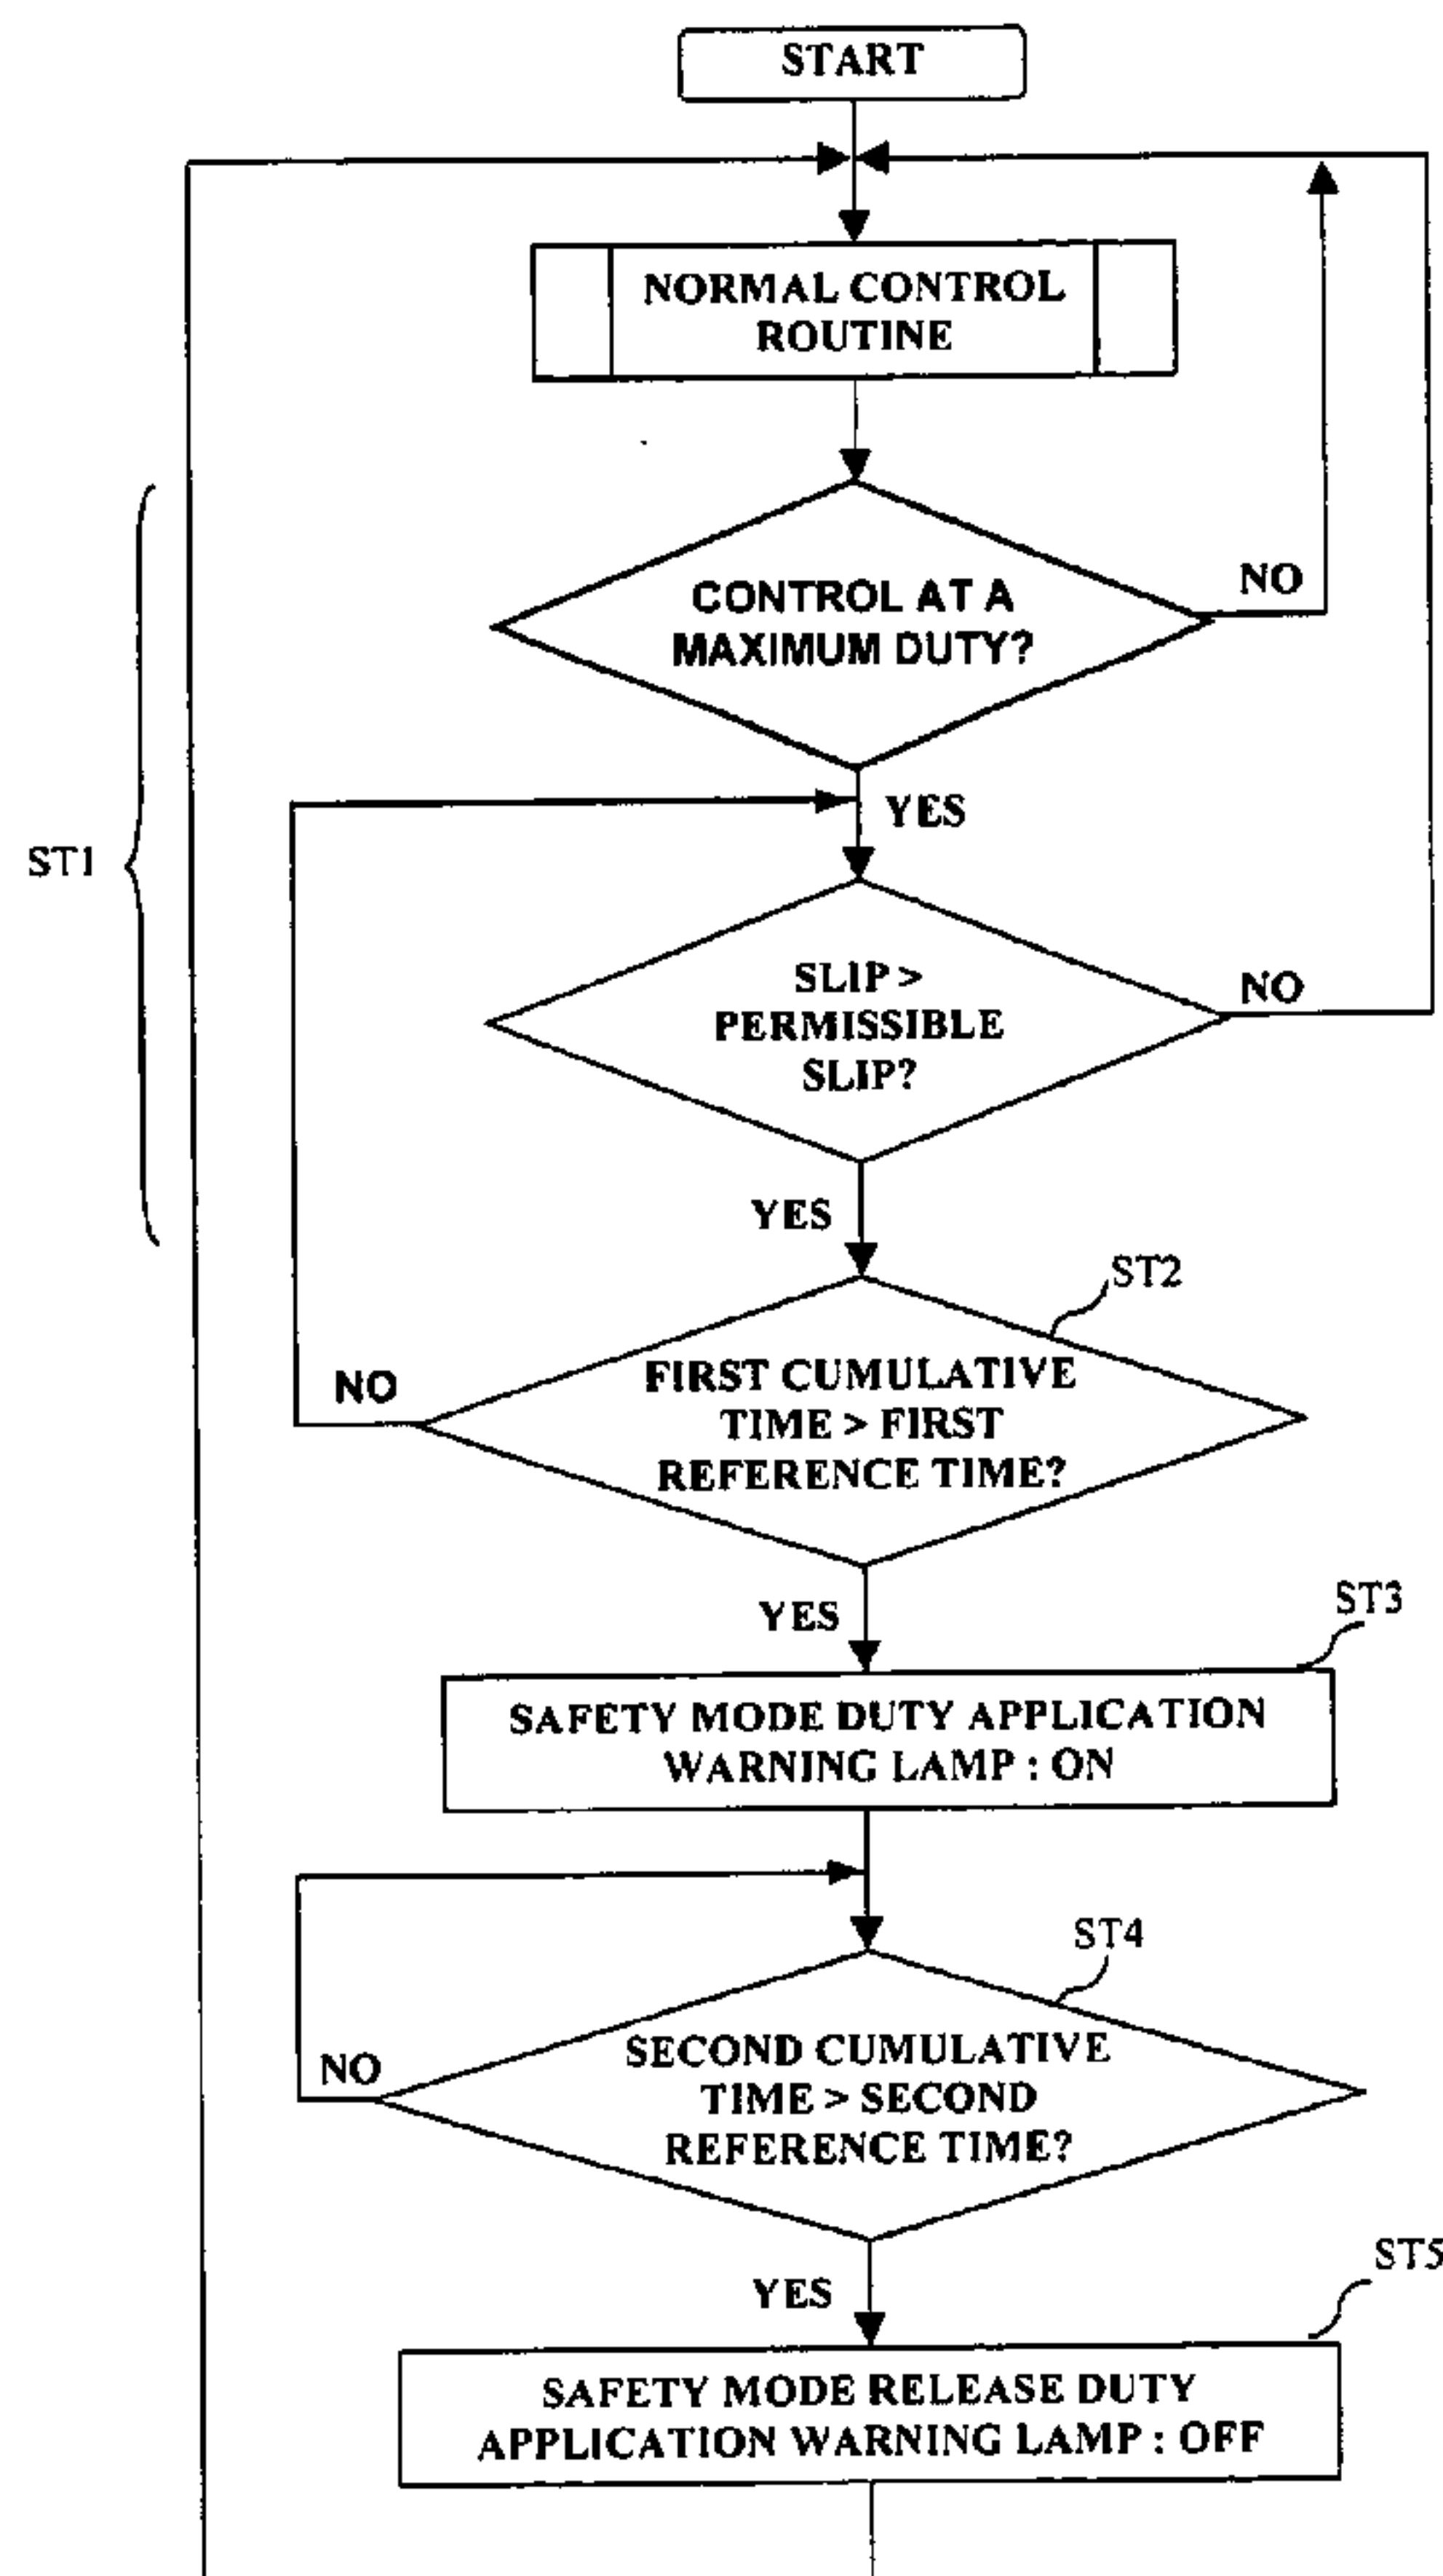 START
NORMAL CONTROL
ROUTINE
CONTROL AT A
MAXIMUM DUTY?
NO
YES
ST1
SLIP >
PERMISSIBLE
SLIP?
NO
YES
ST2
FIRST CUMULATIVE
TIME > FIRST
REFERENCE TIME?
NO
YES
ST3
SAFETY MODE DUTY APPLICATION
WARNING LAMP : ON
ST4
SECOND CUMULATIVE
TIME > SECOND
REFERENCE TIME?
NO
YES
ST5
SAFETY MODE RELEASE DUTY
APPLICATION WARNING LAMP : OFF